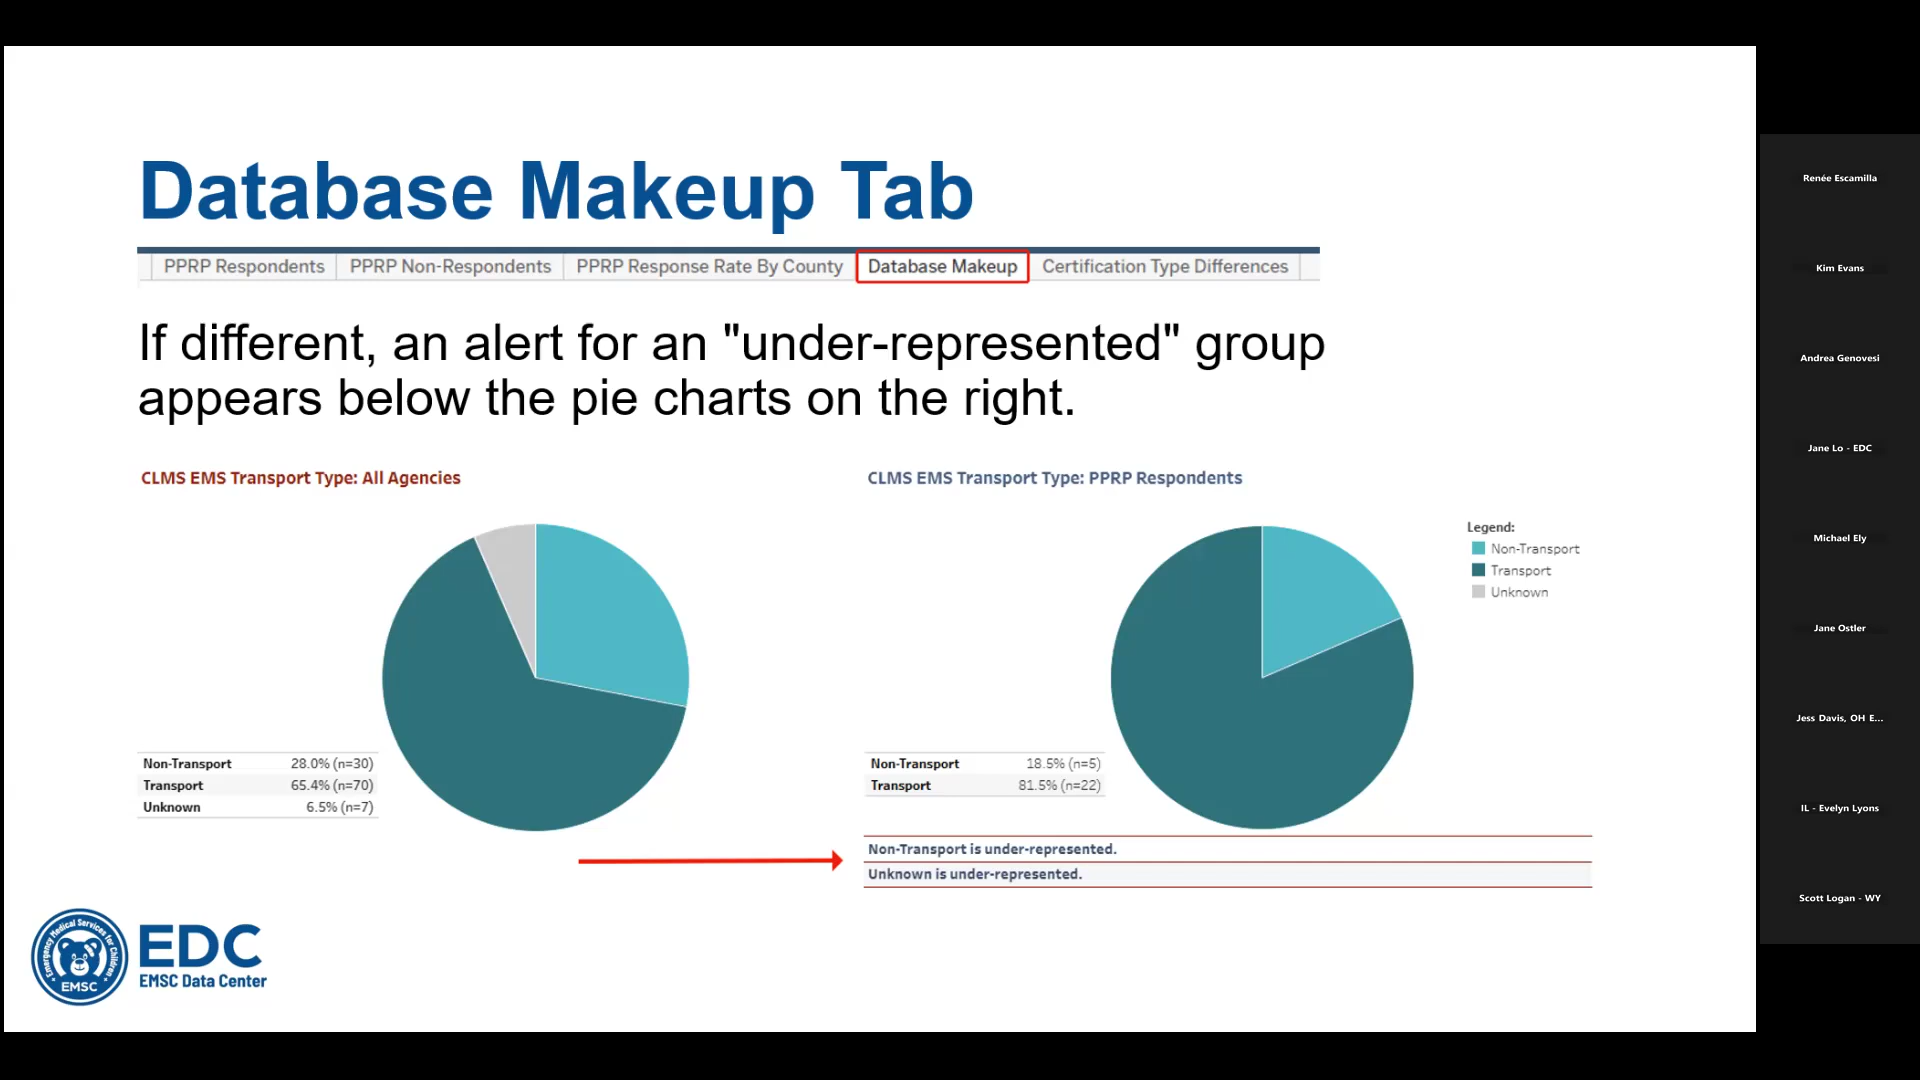 Database Makeup Tab
PPRP Respondents
PPRP Non-Respondents
PPRP Response Rate By County
Database Makeup
Certification Type Differences
If different, an alert for an "under-represented" group
appears below the pie charts on the right.
CLMS EMS Transport Type: All Agencies
Non-Transport 28.0% (n=30)
Transport 65.4% (n=70)
Unknown 6.5% (n=7)
CLMS EMS Transport Type: PPRP Respondents
Legend:
Non-Transport
Transport
Unknown
Non-Transport 18.5% (n=5)
Transport 81.5% (n=22)
Non-Transport is under-represented.
Unknown is under-represented.
Emergency Medical Services for Children
EMSC
EDC
EMSC Data Center
Renée Escamilla
Kim Evans
Andrea Genovesi
Jane Lo - EDC
Michael Ely
Jane Ostler
Jess Davis, OH E...
IL - Evelyn Lyons
Scott Logan - WY